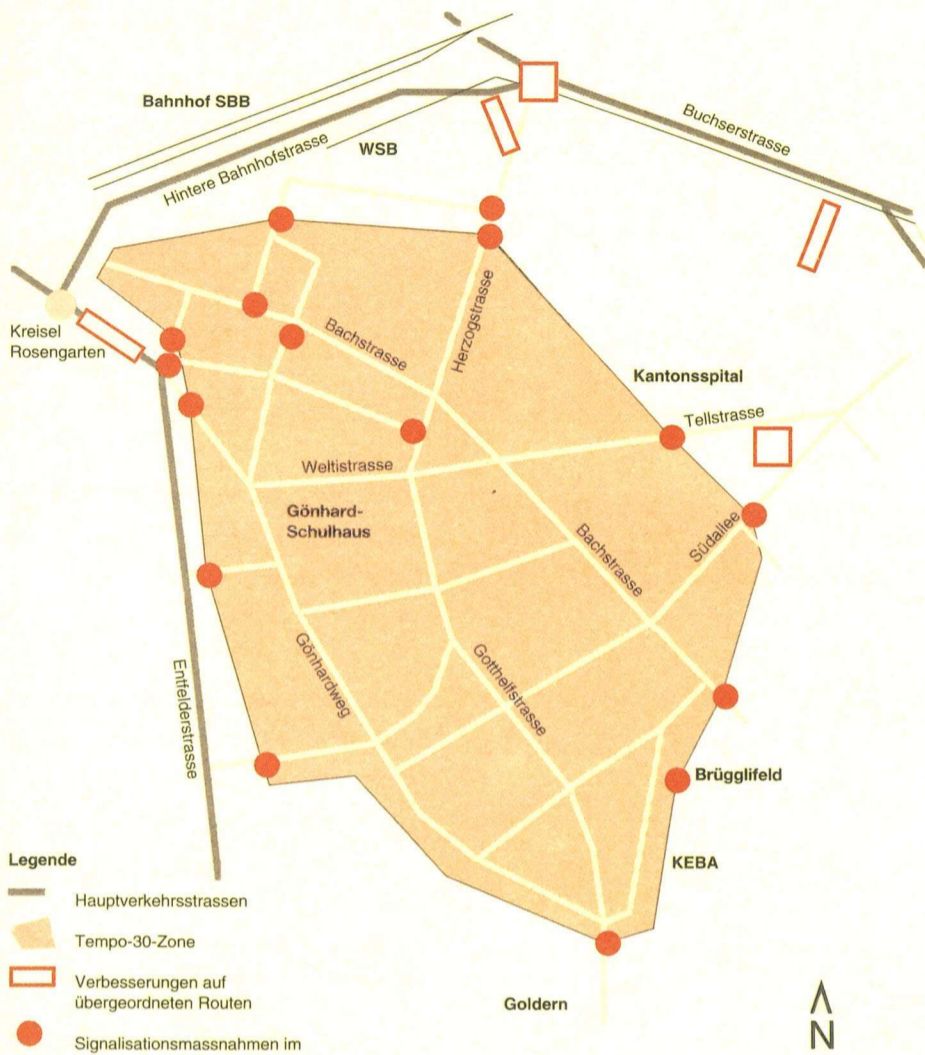 Bahnhof SBB
Hintere Bahnhofstrasse
WSB
Buchserstrasse
Kreisel
Rosengarten
Bachstrasse
Herzogstrasse
Kantonsspital
Tellstrasse
Weltistrasse
Gönhard-
Schulhaus
Bachstrasse
Südallee
Gönhardweg
Gotthelfstrasse
Entfelderstrasse
Brügglifeld
KEBA
Goldern
Legende
Hauptverkehrsstrassen
Tempo-30-Zone
Verbesserungen auf
übergeordneten Routen
Signalisationsmassnahmen im
N